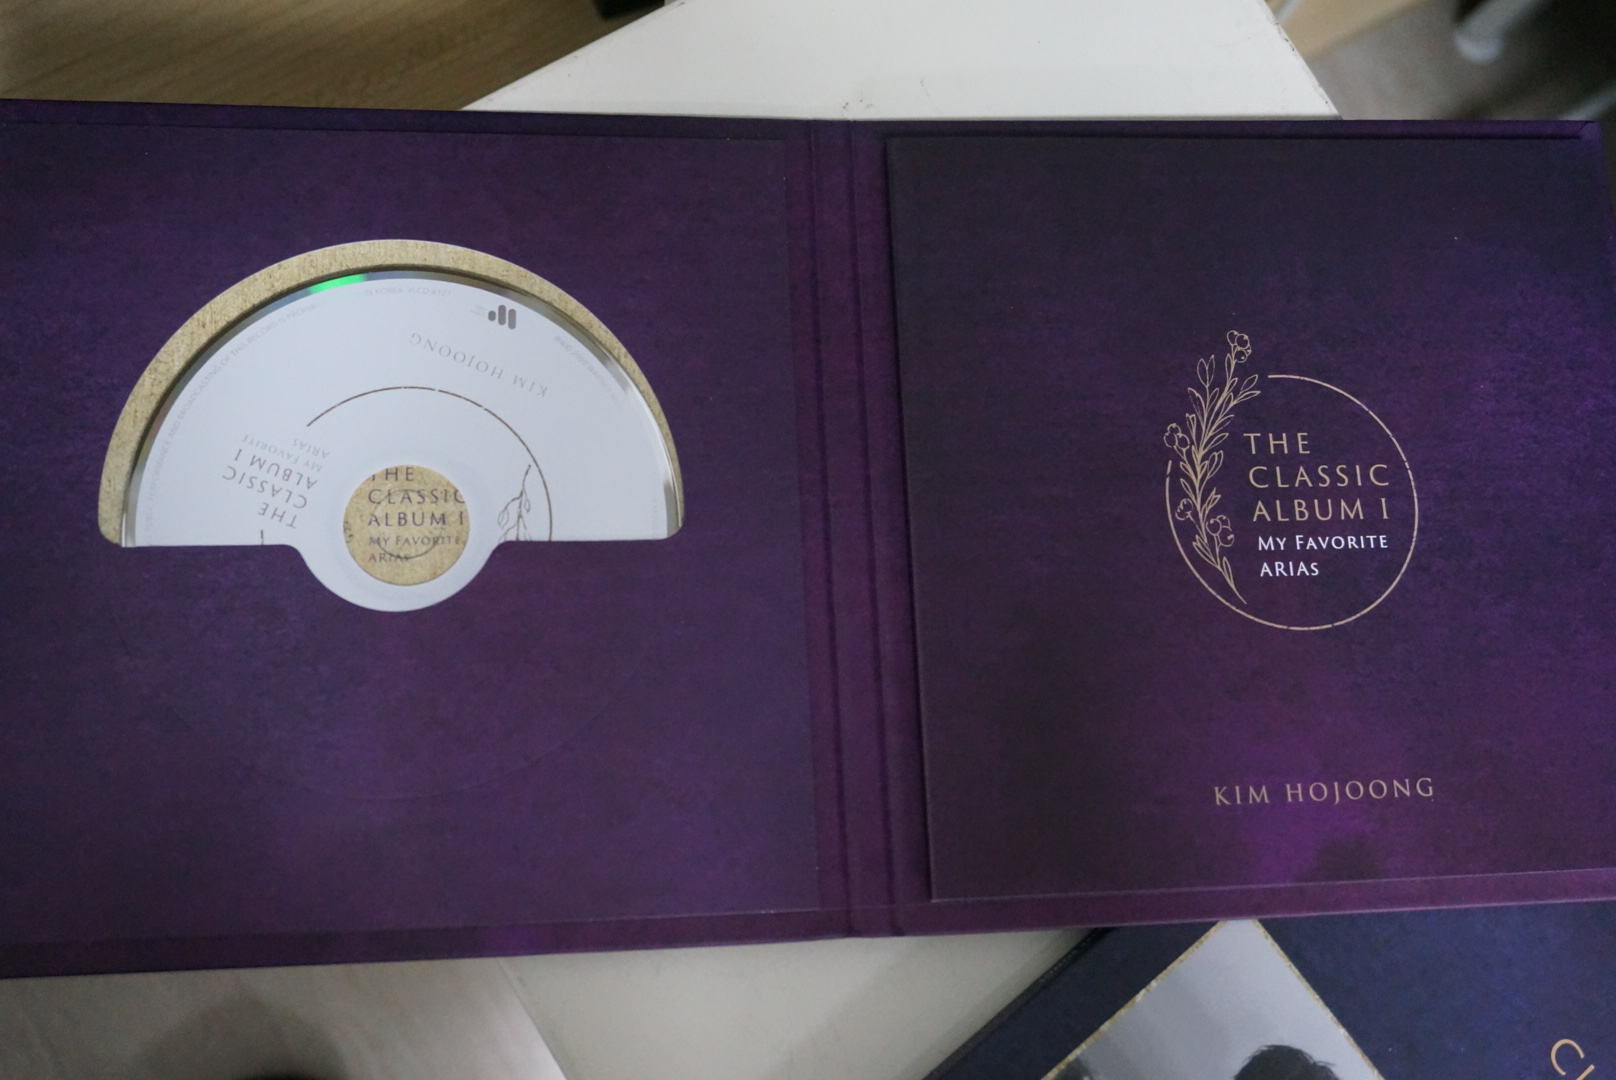 KIM HOJOONG
THE
CLASSIC
ALBUM I
MY FAVORITE
ARIAS
THE
CLASSIC
ALBUM I
MY FAVORITE
ARIAS
THE
CLASSIC
ALBUM I
MY FAVORITE
ARIAS
KIM HOJOONG